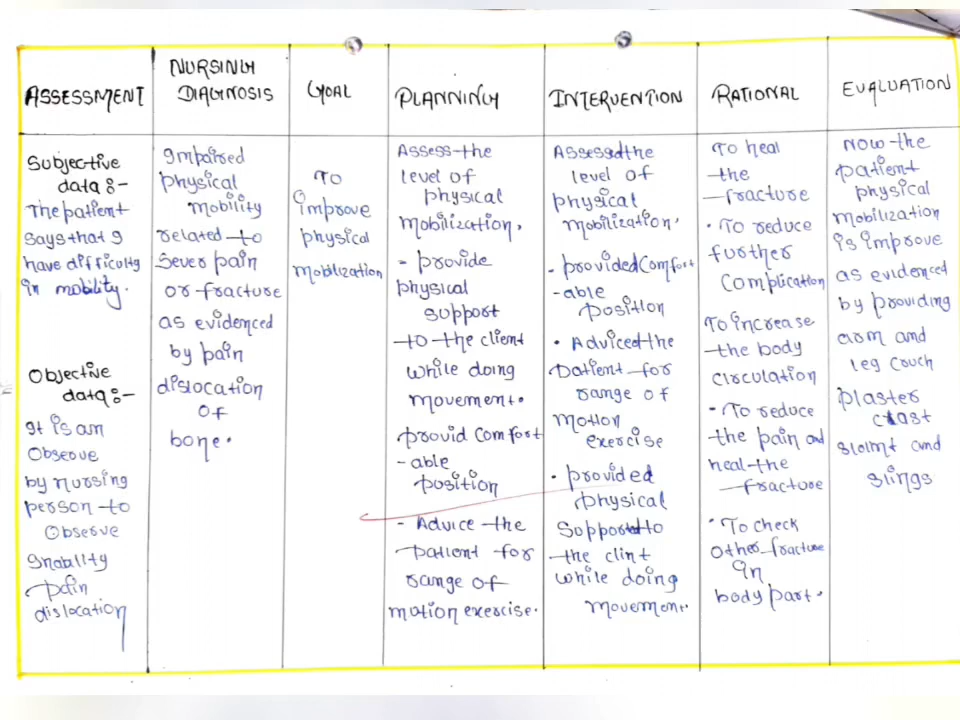 ASSESSMENT
Subjective
data :-
The patient
says that I
have difficulty
in mobility.
Objective
data :-
It is an
Observe
by nursing
person to
Observe
Inability
pain
dislocation
NURSING
DIAGNOSIS
Impaired
physical
mobility
related to
Sever pain
or fracture
as evidenced
by pain
dislocation
of
bone.
GOAL
To
improve
physical
mobilization
PLANNING
Assess the
level of
physical
mobilization.
- provide
physical
support
to the client
while doing
movement.
provid comfort
-able
position
- Advice the
patient for
range of
motion exercise.
INTERVENTION
Assessed the
level of
physical
mobilization.
- provided comfort
-able
position
• Adviced the
patient for
range of
motion
exercise
• provided
physical
Support to
the clint
while doing
movement.
RATIONAL
To heal
the
fracture
• To reduce
further
complication
To increase
the body
circulation
• To reduce
the pain and
heal the
fracture
• To check
other fracture
in
body part.
EVALUATION
Now the
patient
physical
mobilization
is improve
as evidenced
by providing
arm and
leg couch
plaster
and
slings